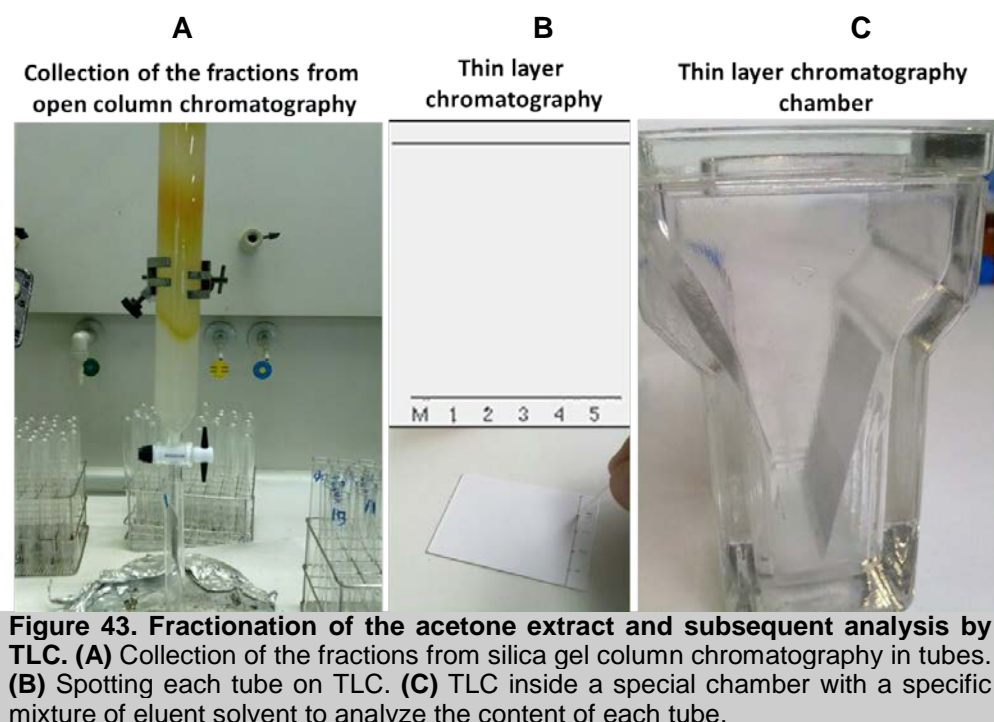 A
B
C
Collection of the fractions from
open column chromatography
Thin layer
chromatography
Thin layer chromatography
chamber
M 1 2 3 4 5
19
Figure 43. Fractionation of the acetone extract and subsequent analysis by
TLC. (A) Collection of the fractions from silica gel column chromatography in tubes.
(B) Spotting each tube on TLC. (C) TLC inside a special chamber with a specific
mixture of eluent solvent to analyze the content of each tube.